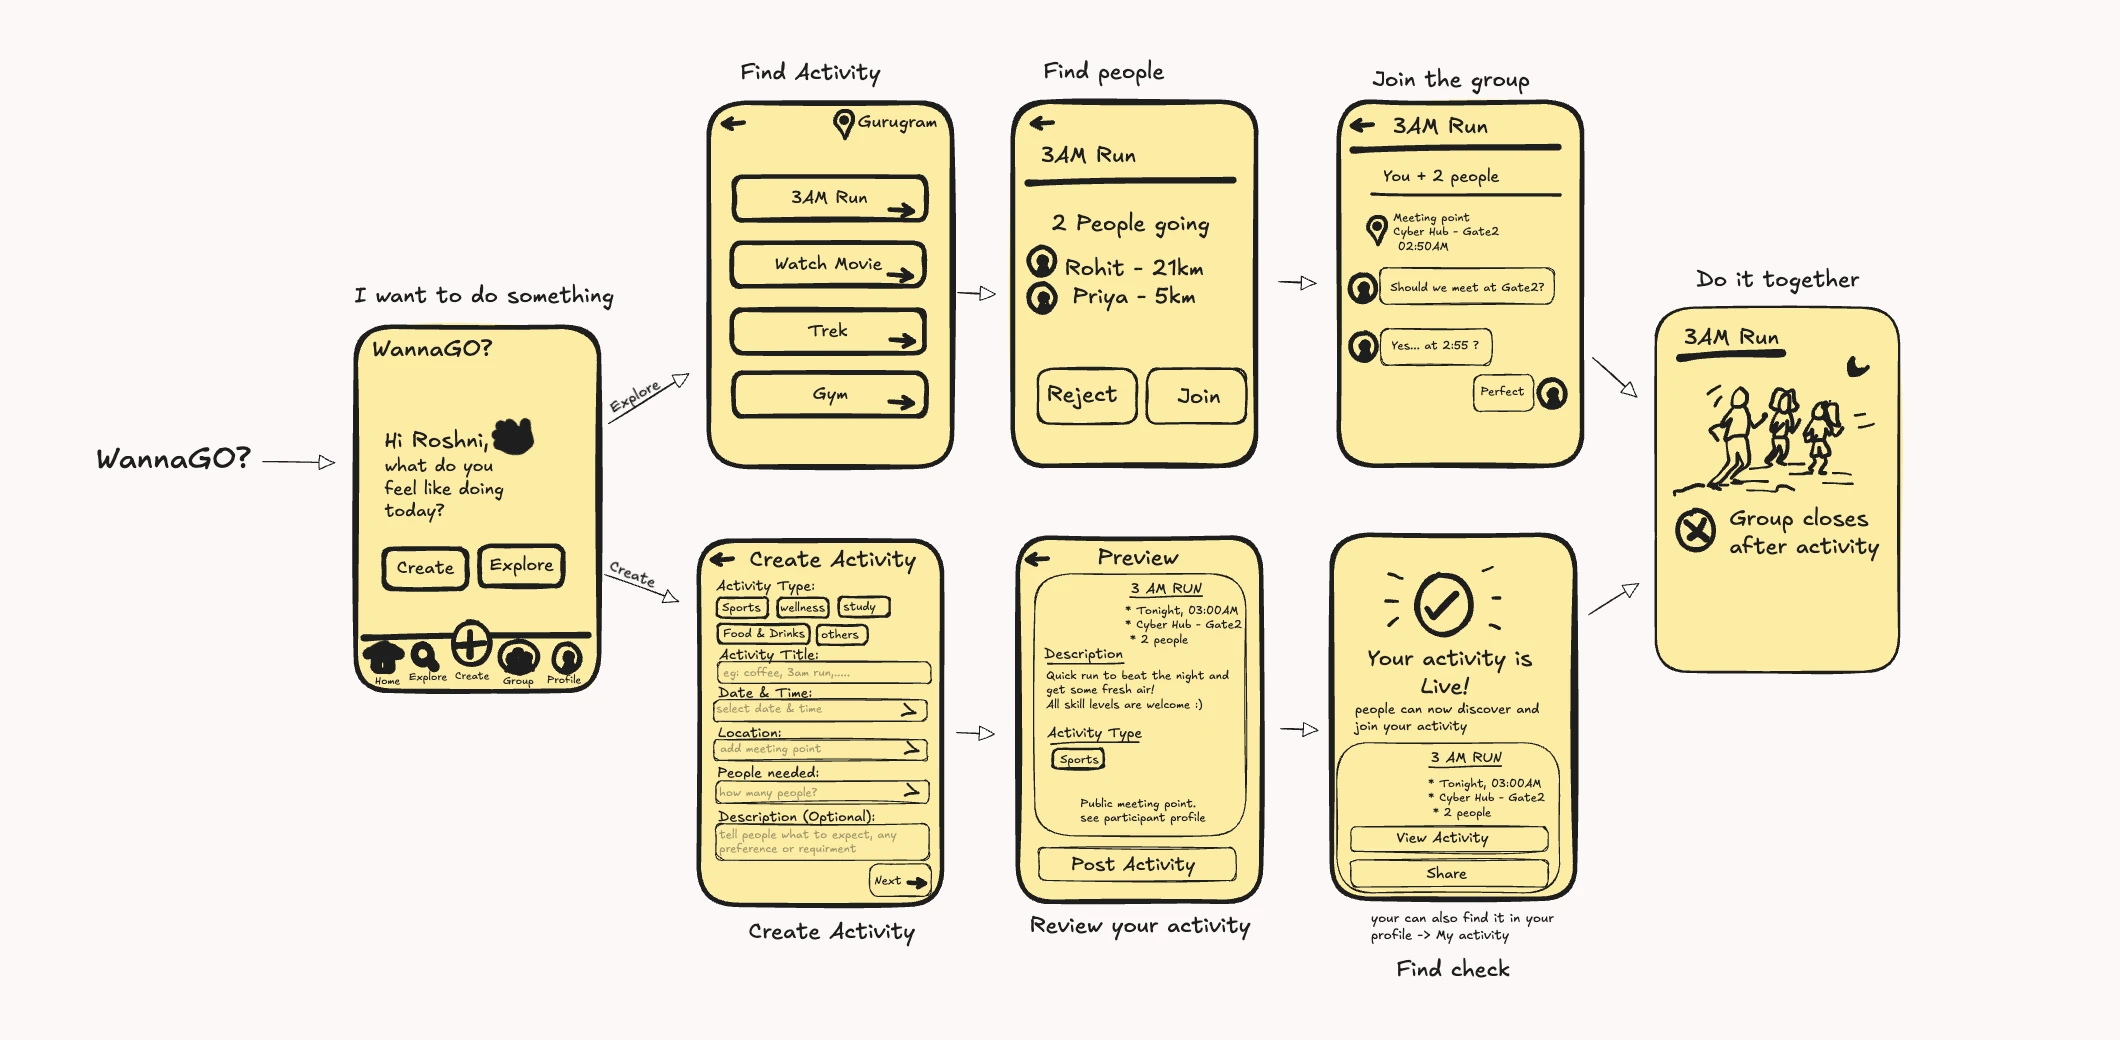 WannaGO?
I want to do something
WannaGO?
Hi Roshni,
what do you
feel like doing
today?
Create
Explore
Home
Explore
Create
Group
Profile
Explore
Create
Find Activity
Gurugram
3AM Run
Watch Movie
Trek
Gym
Find people
3AM Run
2 People going
Rohit - 21km
Priya - 5km
Reject
Join
Join the group
3AM Run
You + 2 people
Meeting point
Cyber Hub - Gate2
02:50AM
Should we meet at Gate2?
Yes... at 2:55 ?
Perfect
Create Activity
Activity Type:
Sports
wellness
study
Food & Drinks
others
Activity Title:
eg: coffee, 3am run,.....
Date & Time:
select date & time
Location:
add meeting point
People needed:
how many people?
Description (Optional):
tell people what to expect, any
preference or requirment
Next
Create Activity
Preview
3 AM RUN
* Tonight, 03:00AM
* Cyber Hub - Gate2
* 2 people
Description
Quick run to beat the night and
get some fresh air!
All skill levels are welcome :)
Activity Type
Sports
Public meeting point.
see participant profile
Post Activity
Review your activity
Your activity is
Live!
people can now discover and
join your activity
3 AM RUN
* Tonight, 03:00AM
* Cyber Hub - Gate2
* 2 people
View Activity
Share
your can also find it in your
profile -> My activity
Find check
Do it together
3AM Run
Group closes
after activity